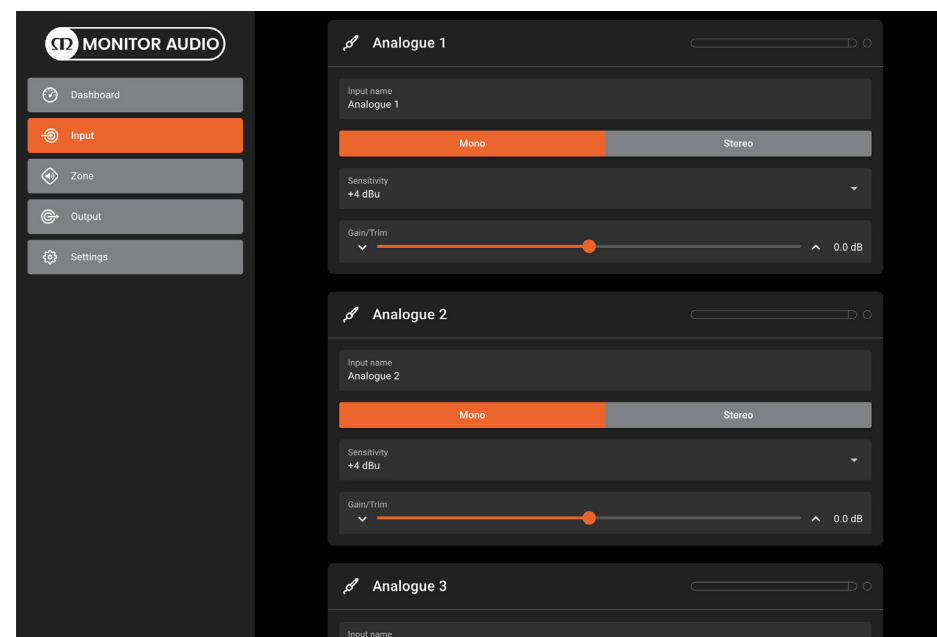 MONITOR AUDIO
Dashboard
Input
Zone
Output
Settings
Analogue 1
Input name
Analogue 1
Mono Stereo
Sensitivity
+4 dBu
Gain/Trim
0.0 dB
Analogue 2
Input name
Analogue 2
Mono Stereo
Sensitivity
+4 dBu
Gain/Trim
0.0 dB
Analogue 3
Input name